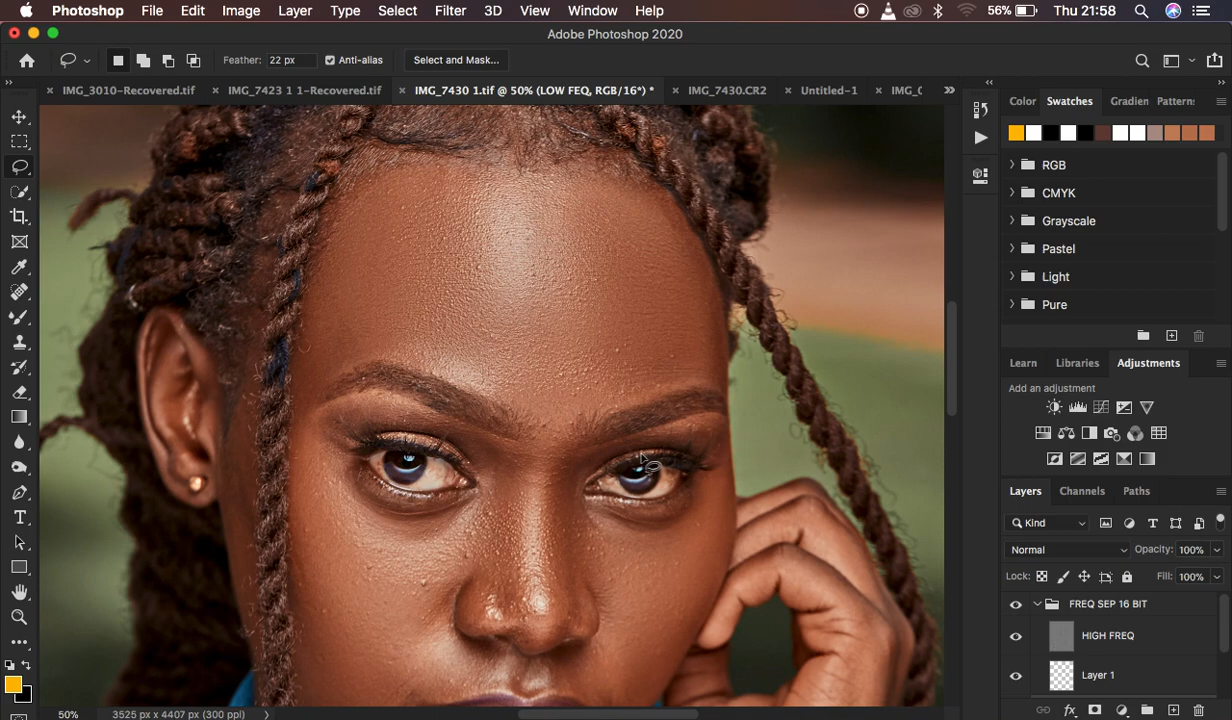 Photoshop File Edit Image Layer Type Select Filter 3D View Window Help 56% Thu 21:58
Adobe Photoshop 2020
Feather: 22 px Anti-alias Select and Mask...
IMG_3010-Recovered.tif × IMG_7423 1 1-Recovered.tif × IMG_7430 1.tif @ 50% (LOW FEQ, RGB/16*) * × IMG_7430.CR2 × Untitled-1 × IMG_0
Color Swatches Gradien Patterns
RGB
CMYK
Grayscale
Pastel
Light
Pure
Learn Libraries Adjustments
Add an adjustment
Layers Channels Paths
Kind
Normal Opacity: 100%
Lock: Fill: 100%
FREQ SEP 16 BIT
HIGH FREQ
Layer 1
fx
50% 3525 px x 4407 px (300 ppi)